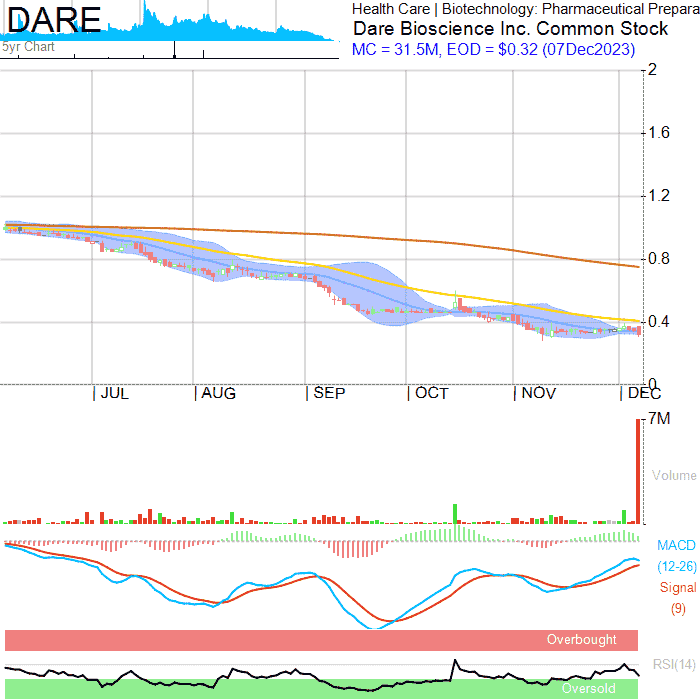 DARE
5yr Chart
Health Care | Biotechnology: Pharmaceutical Prepara
Dare Bioscience Inc. Common Stock
MC = 31.5M, EOD = $0.32 (07Dec2023)
2
1.6
1.2
0.8
0.4
0
JUL AUG SEP OCT NOV DEC
7M
Volume
MACD
(12-26)
Signal
(9)
Overbought
RSI(14)
Oversold